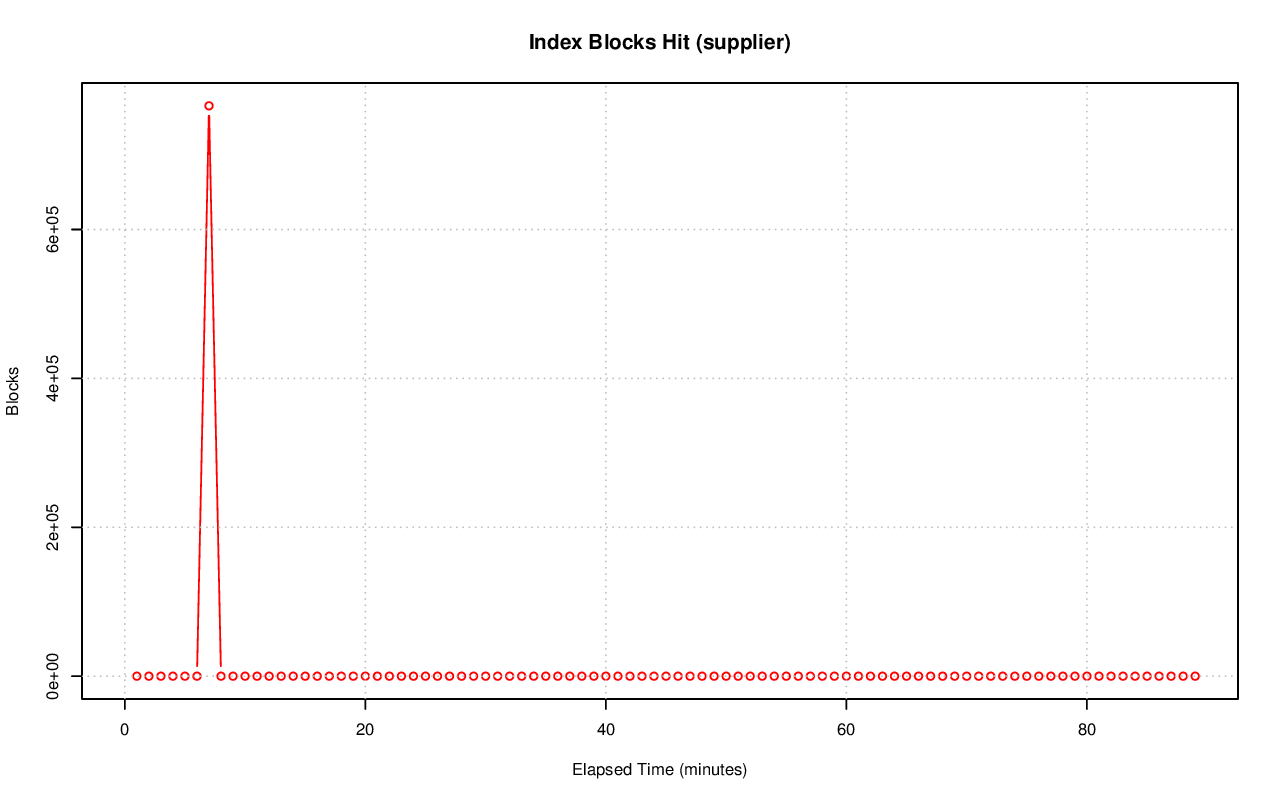 Index Blocks Hit (supplier)
6e+05
4e+05
2e+05
0e+00
Blocks
0 20 40 60 80
Elapsed Time (minutes)